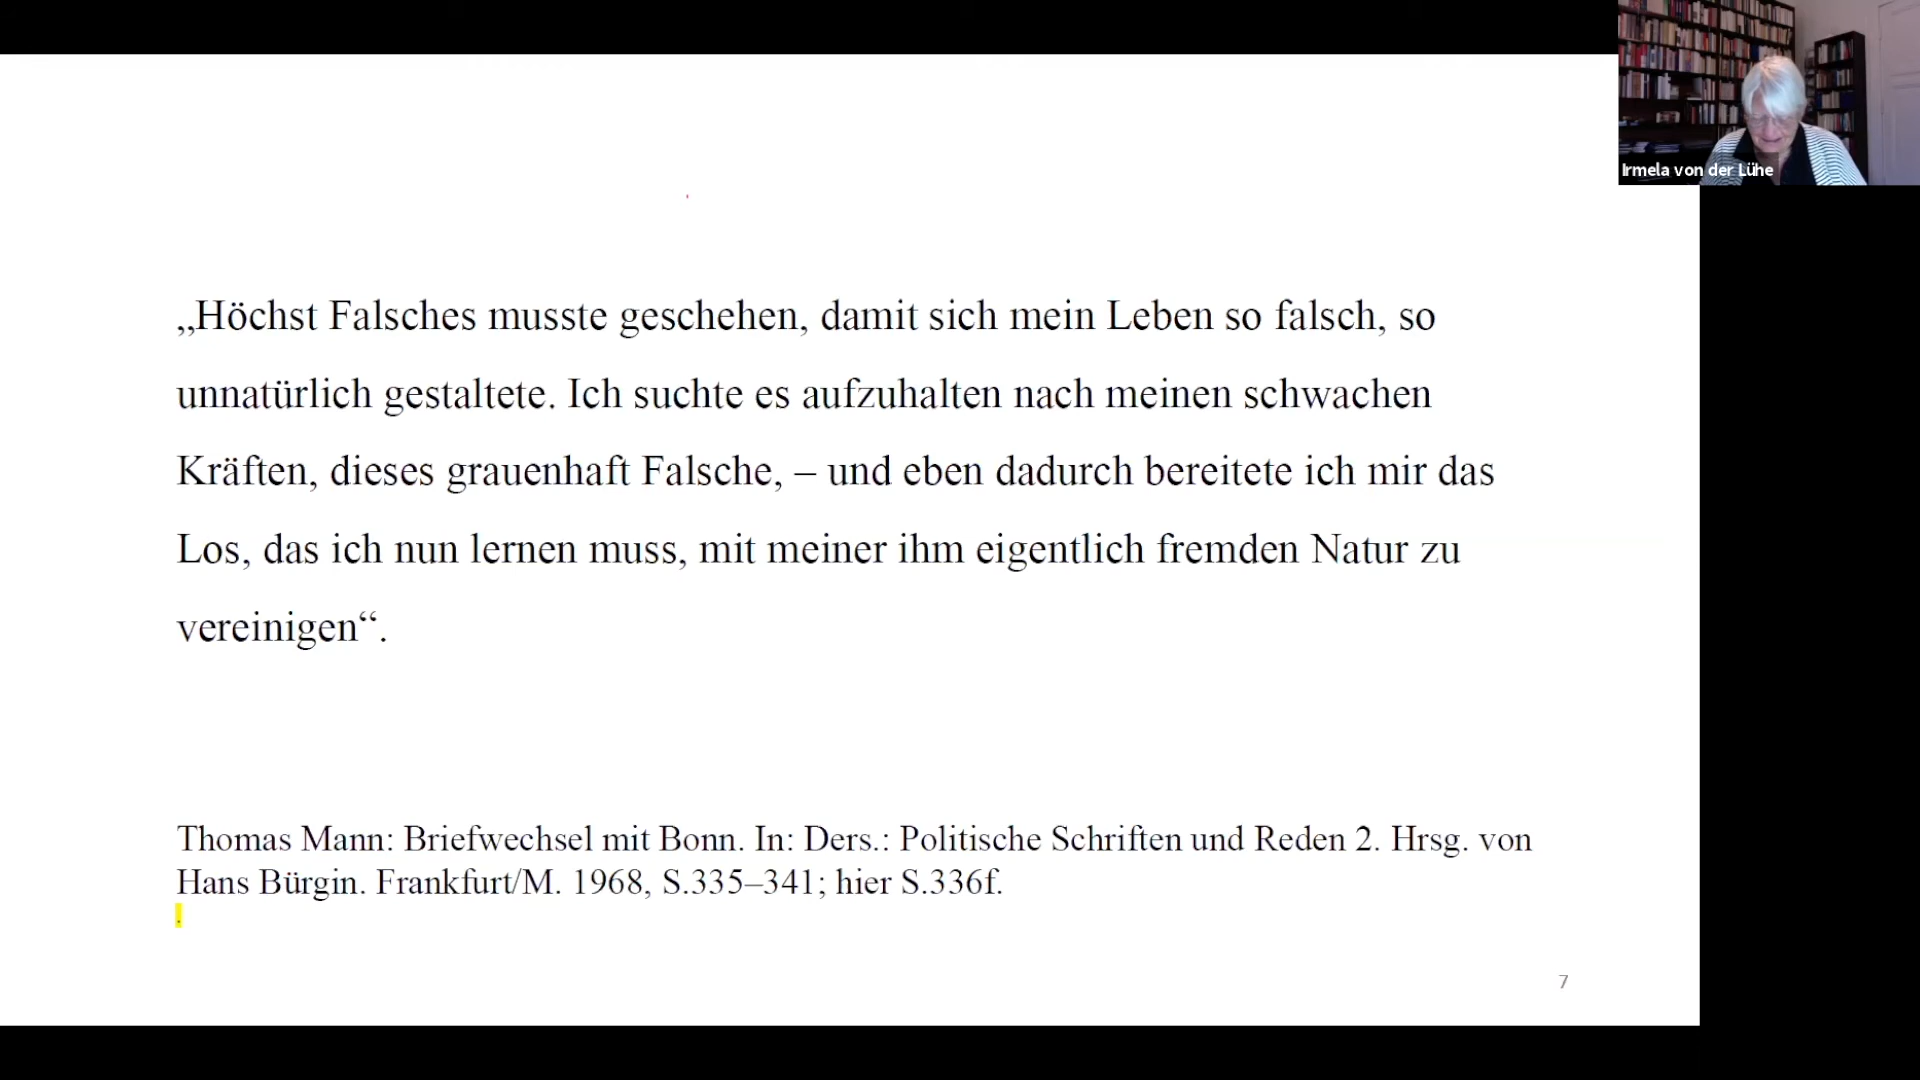 Irmela von der Lühe
„Höchst Falsches musste geschehen, damit sich mein Leben so falsch, so
unnatürlich gestaltete. Ich suchte es aufzuhalten nach meinen schwachen
Kräften, dieses grauenhaft Falsche, – und eben dadurch bereitete ich mir das
Los, das ich nun lernen muss, mit meiner ihm eigentlich fremden Natur zu
vereinigen“.
Thomas Mann: Briefwechsel mit Bonn. In: Ders.: Politische Schriften und Reden 2. Hrsg. von
Hans Bürgin. Frankfurt/M. 1968, S.335–341; hier S.336f.
.
7